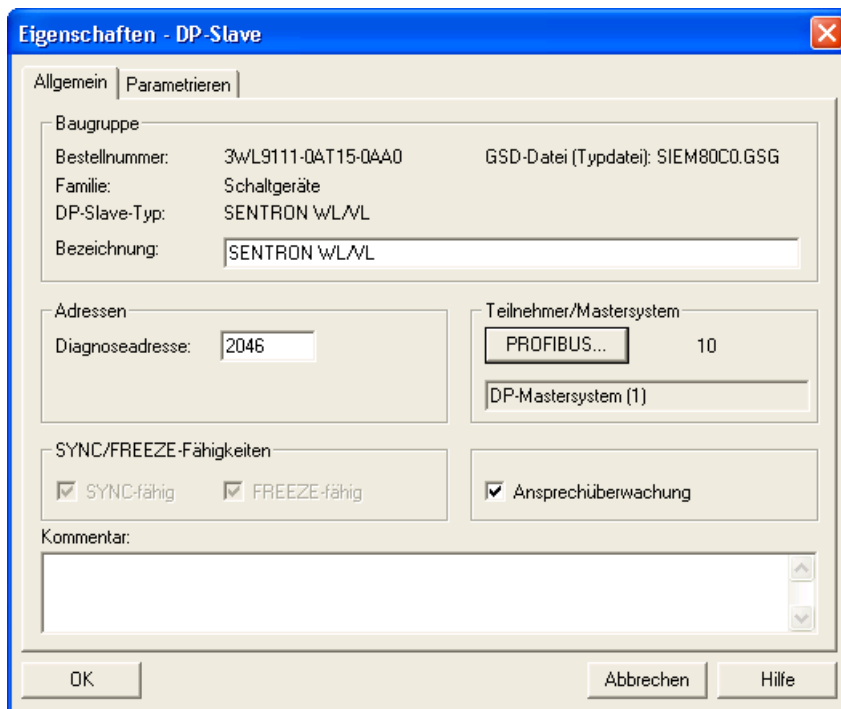 Eigenschaften - DP-Slave
Allgemein Parametrieren
Baugruppe
Bestellnummer: 3WL9111-0AT15-0AA0 GSD-Datei (Typdatei): SIEM80C0.GSG
Familie: Schaltgeräte
DP-Slave-Typ: SENTRON WL/VL
Bezeichnung: SENTRON WL/VL
Adressen
Diagnoseadresse: 2046
Teilnehmer/Mastersystem
PROFIBUS... 10
DP-Mastersystem (1)
SYNC/FREEZE-Fähigkeiten
SYNC-fähig FREEZE-fähig
Ansprechüberwachung
Kommentar:
OK Abbrechen Hilfe